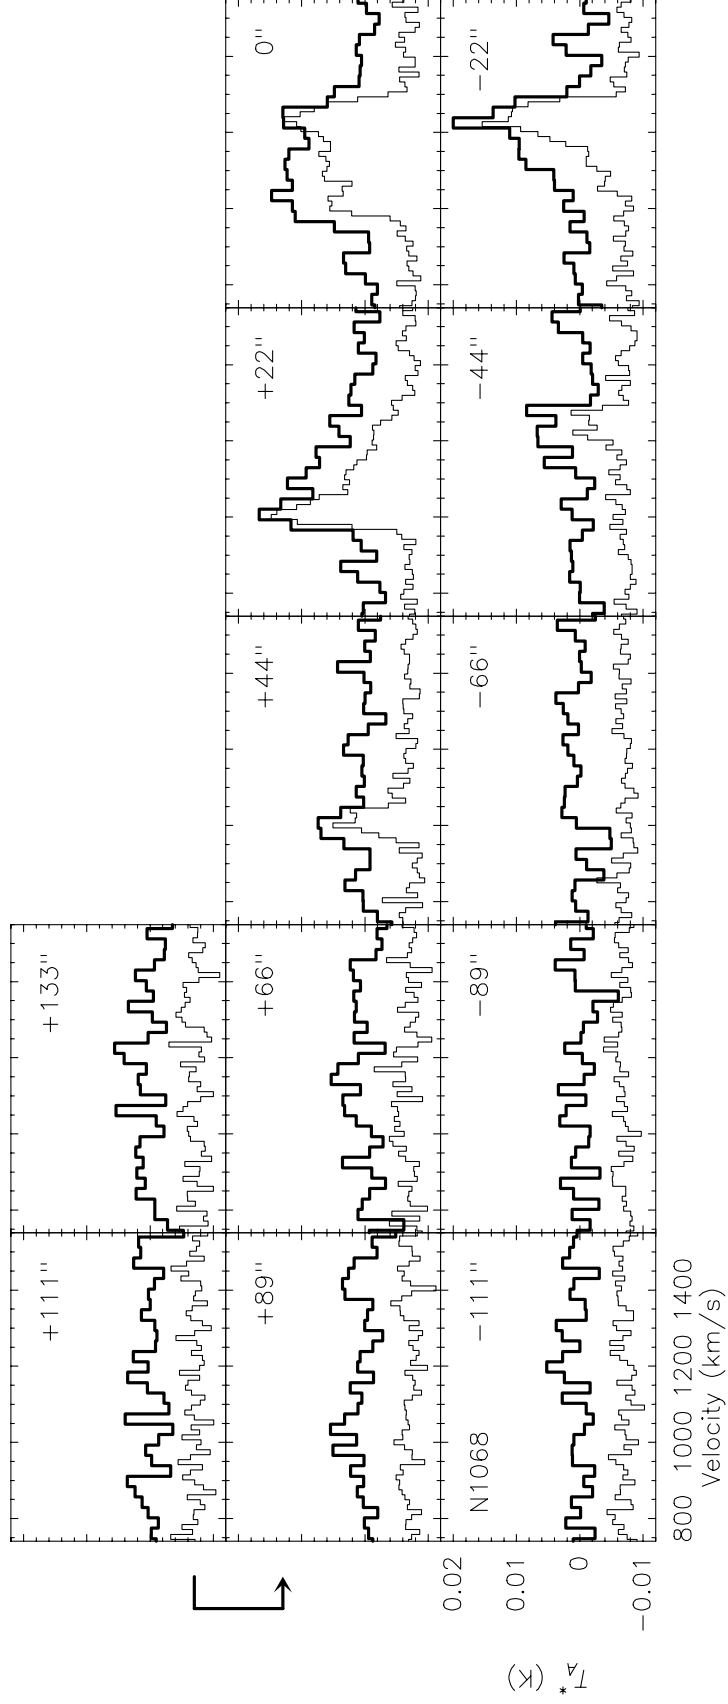 +111" +133"
+89" +66" +44" +22" 0"
N1068 −111" −89" −66" −44" −22"
0.02
0.01
0
−0.01
T*A (K)
800 1000 1200 1400
Velocity (km/s)